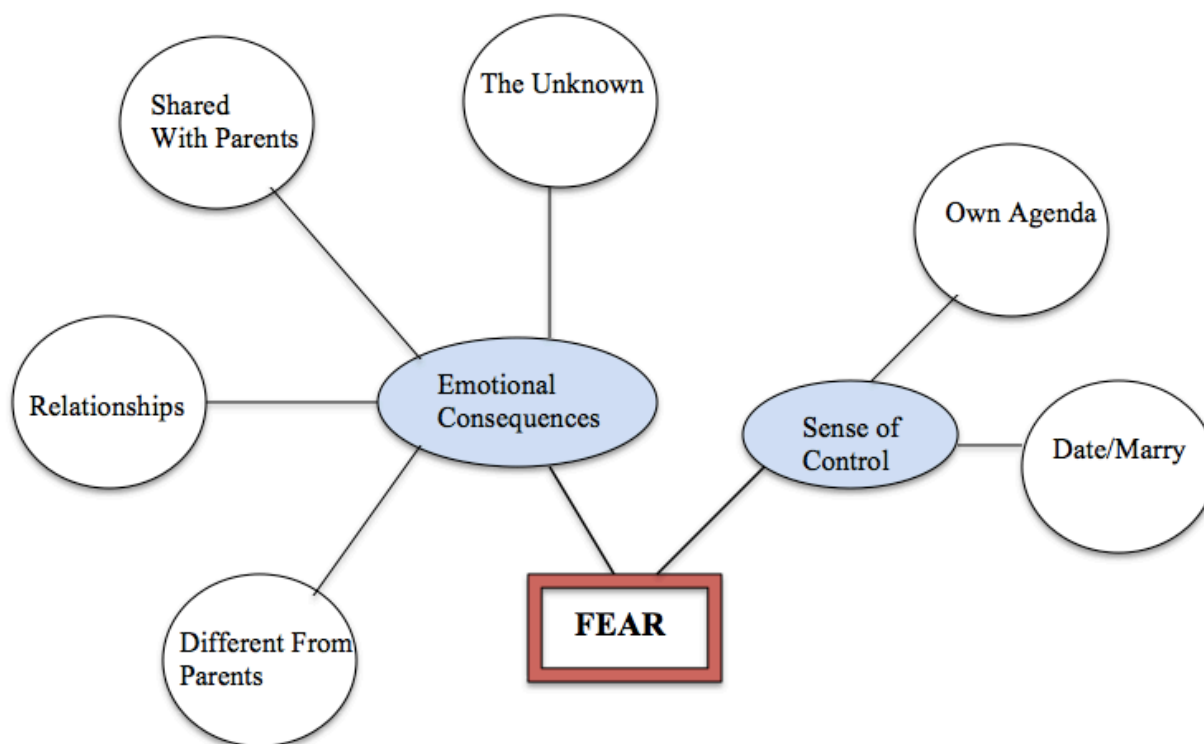 The Unknown
Shared
With Parents
Own Agenda
Emotional
Consequences
Relationships
Sense of
Control
Date/Marry
FEAR
Different From
Parents